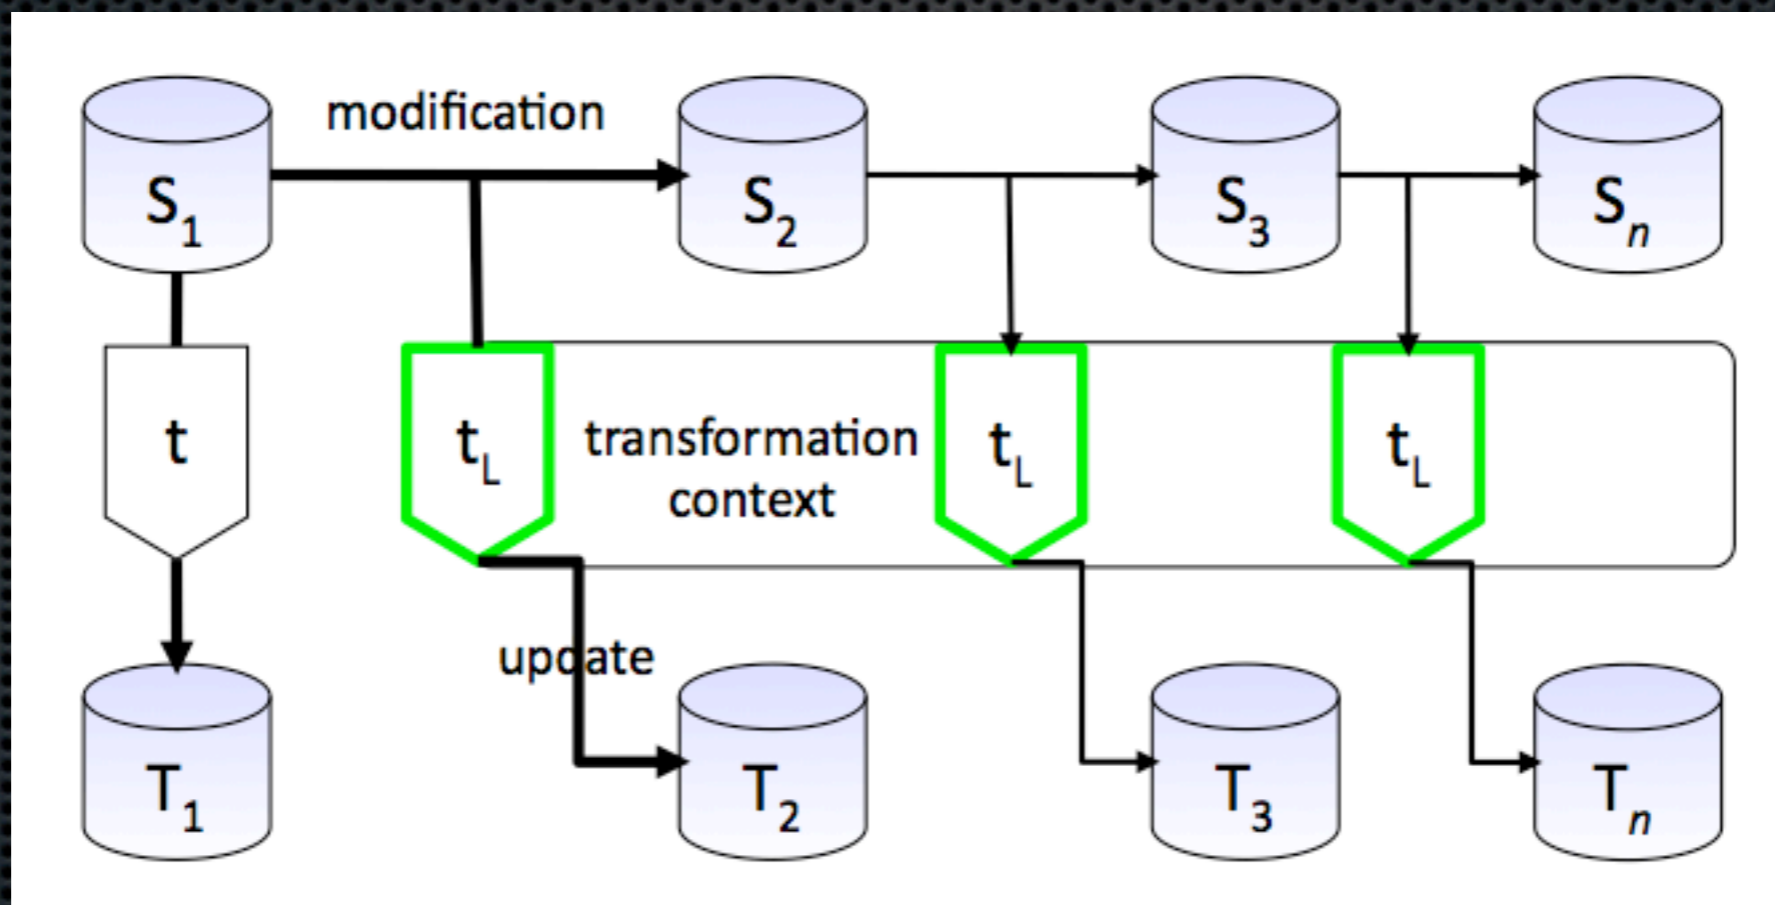 modification
S1
S2
S3
Sn
t
tL
transformation
context
tL
tL
update
T1
T2
T3
Tn